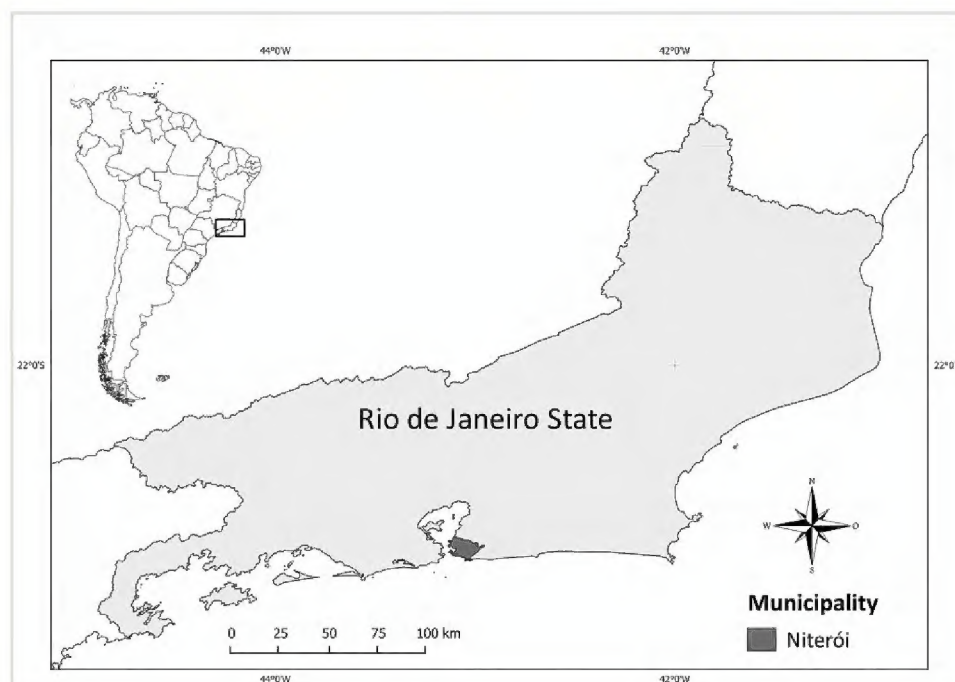 44°0'W 42°0'W
22°0'S 22°0'
Rio de Janeiro State
N
W O
S
Municipality
Niterói
0 25 50 75 100 km
44°0'W 42°0'W